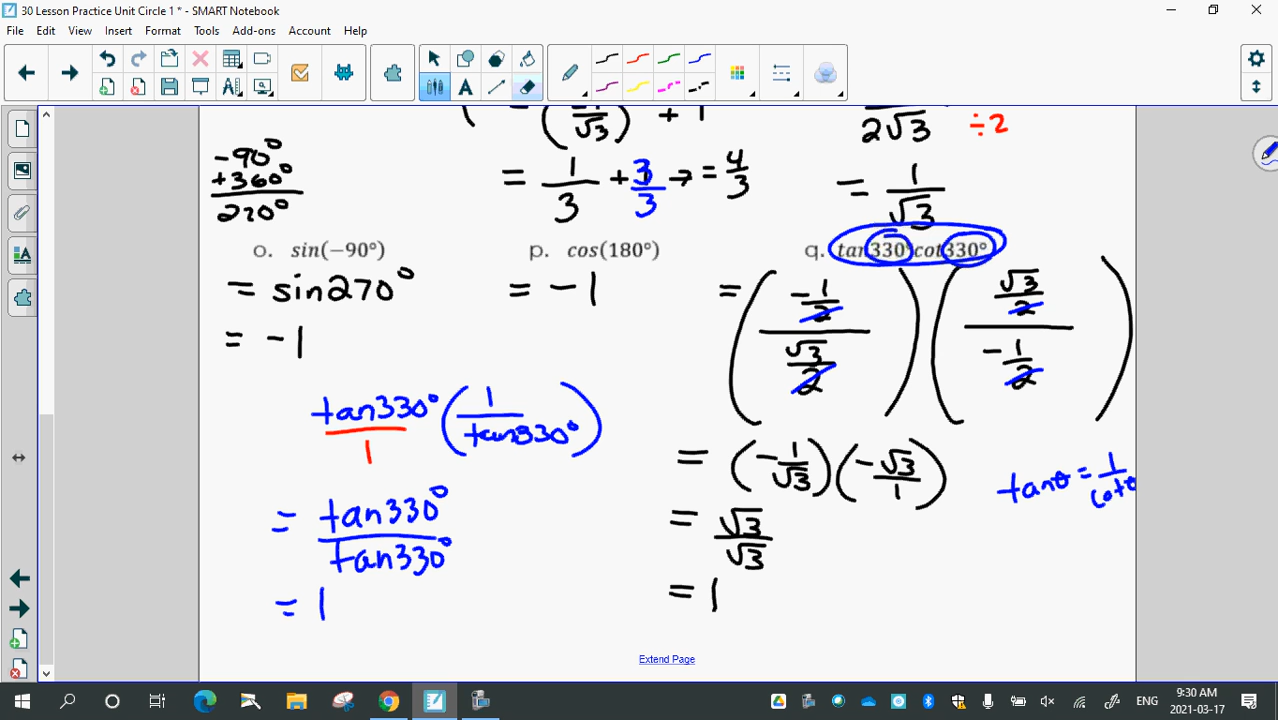 30 Lesson Practice Unit Circle 1 * - SMART Notebook
File Edit View Insert Format Tools Add-ons Account Help
= (-1/√3) + 1
2√3 ÷2
-90°
+360°
270°
= 1/3 + 3/3 → = 4/3
= 1/√3
o. sin(−90°) p. cos(180°) q. tan330°cot330°
= sin270°
= -1
= -1
= ((-1/2)/(√3/2)) ((√3/2)/(-1/2))
tan330°/1 (1/tan330°)
= (-1/√3)(-√3/1)
tanθ = 1/cotθ
= tan330°/tan330°
= √3/√3
= 1
= 1
Extend Page
ENG
9:30 AM
2021-03-17